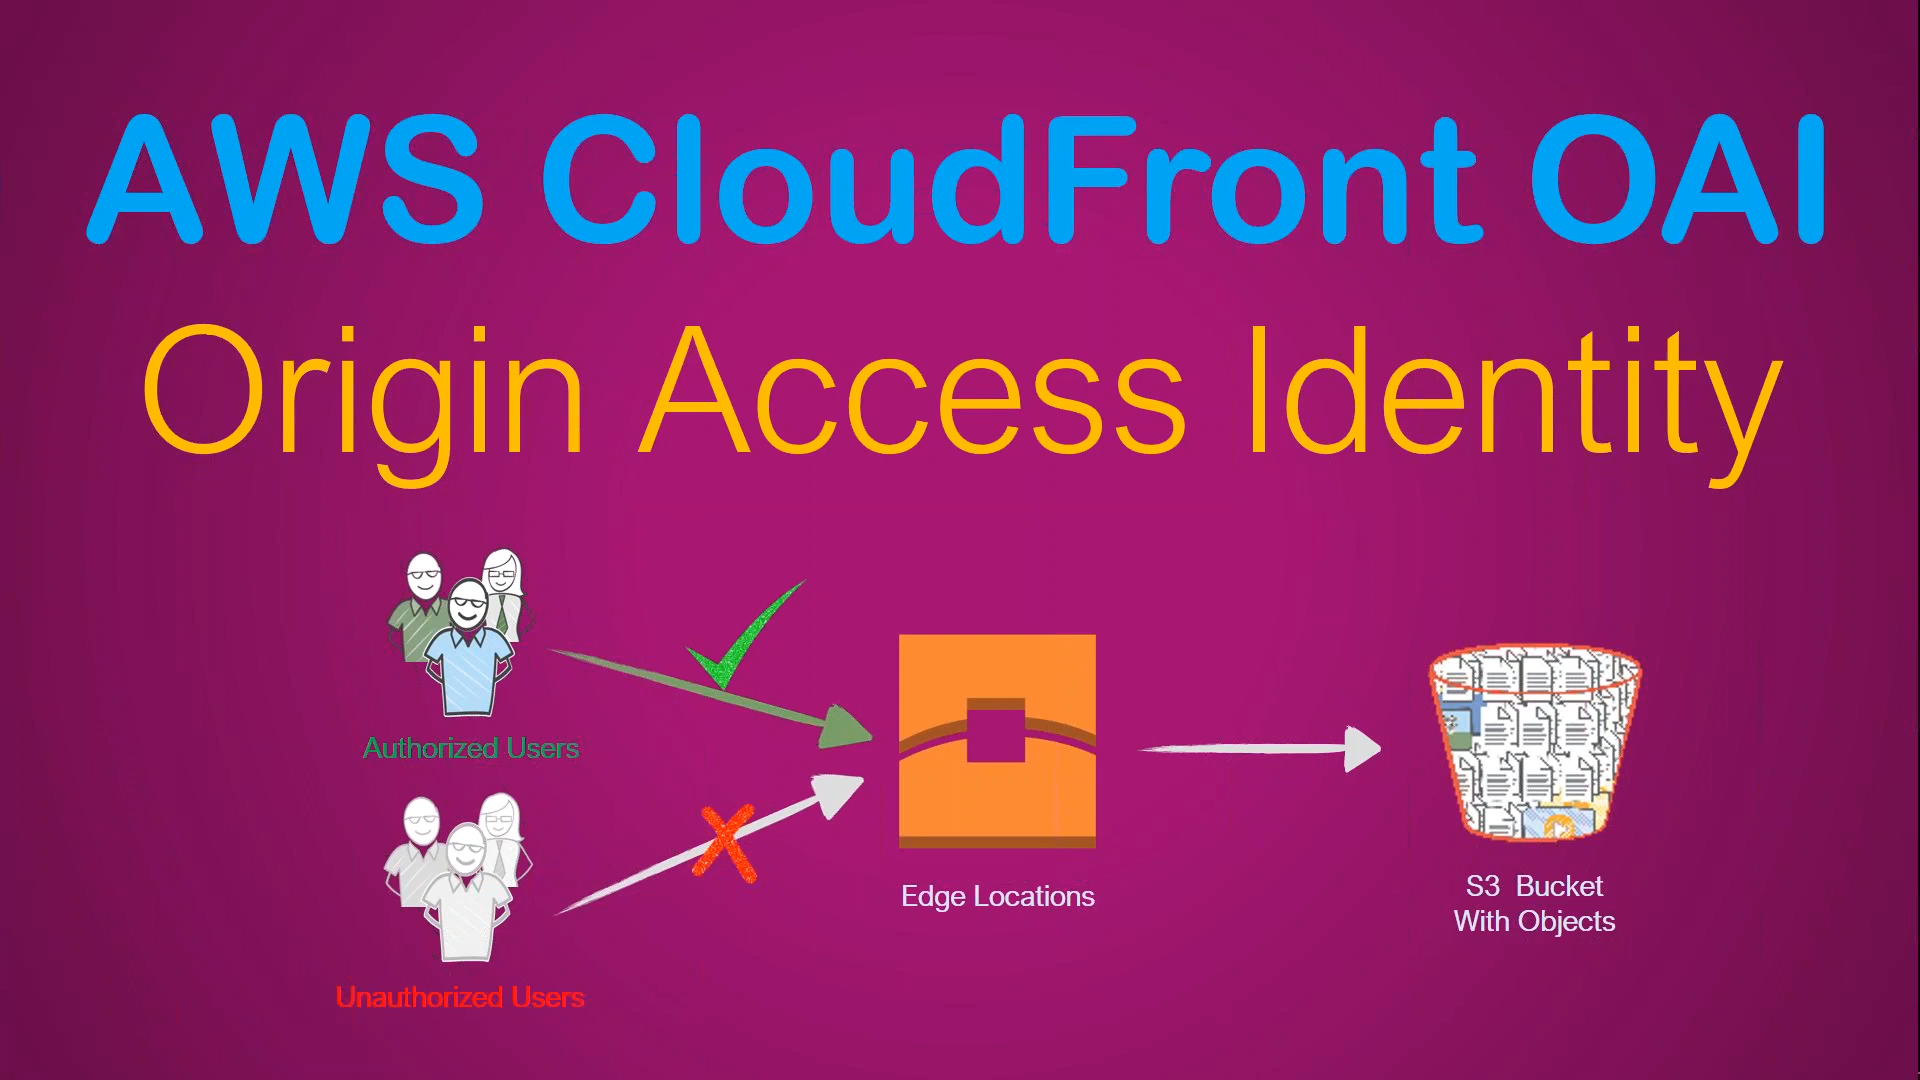 AWS CloudFront OAI
Origin Access Identity
Authorized Users
Unauthorized Users
Edge Locations
S3 Bucket
With Objects